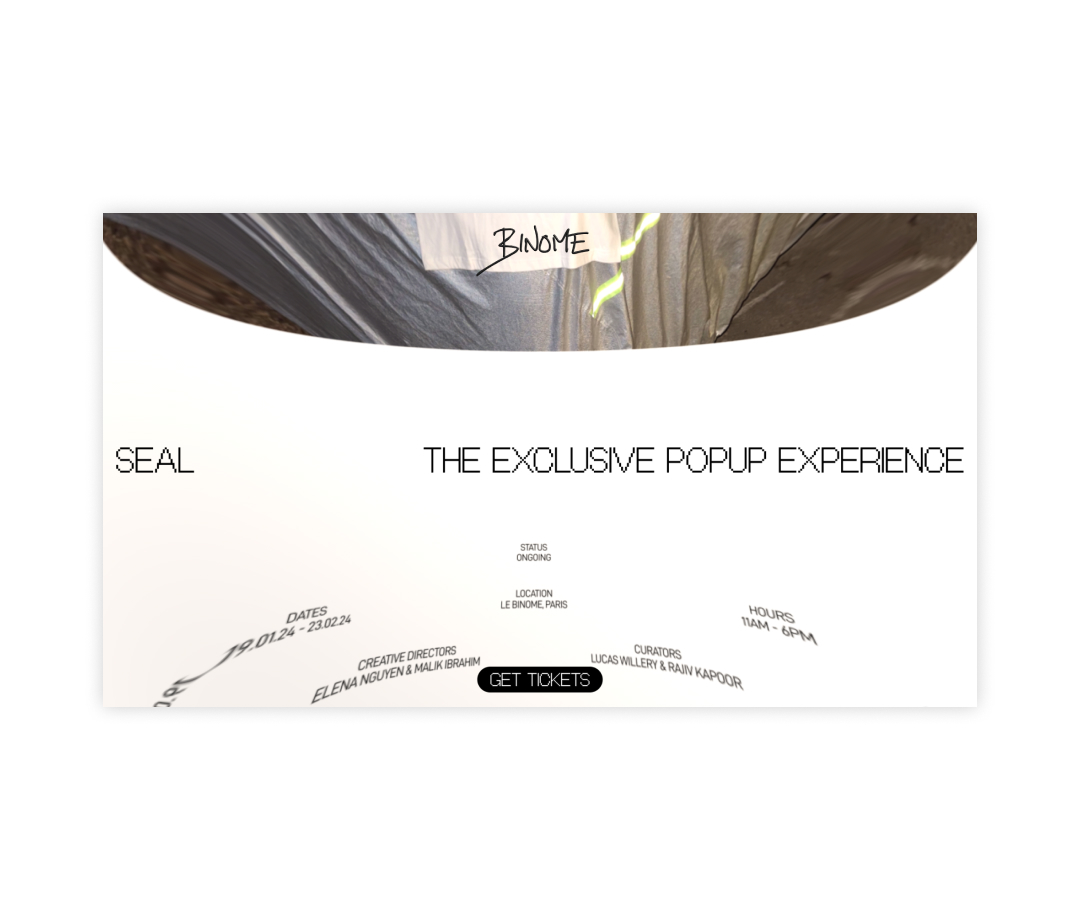 BINOME
SEAL
THE EXCLUSIVE POPUP EXPERIENCE
STATUS
ONGOING
LOCATION
LE BINOME, PARIS
DATES
19.01.24 - 23.02.24
HOURS
11AM - 6PM
CREATIVE DIRECTORS
ELENA NGUYEN & MALIK IBRAHIM
CURATORS
LUCAS WILLERY & RAJIV KAPOOR
GET TICKETS